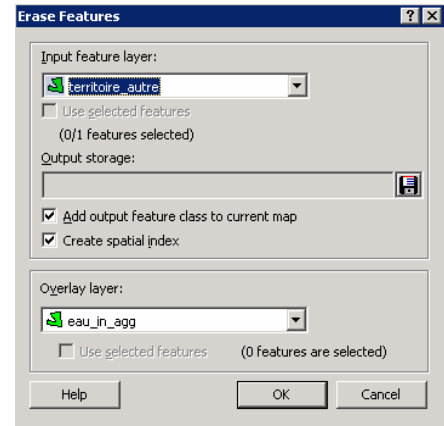 Erase Features
Input feature layer:
territoire_autre
Use selected features
(0/1 features selected)
Output storage:
Add output feature class to current map
Create spatial index
Overlay layer:
eau_in_agg
Use selected features (0 features are selected)
Help OK Cancel